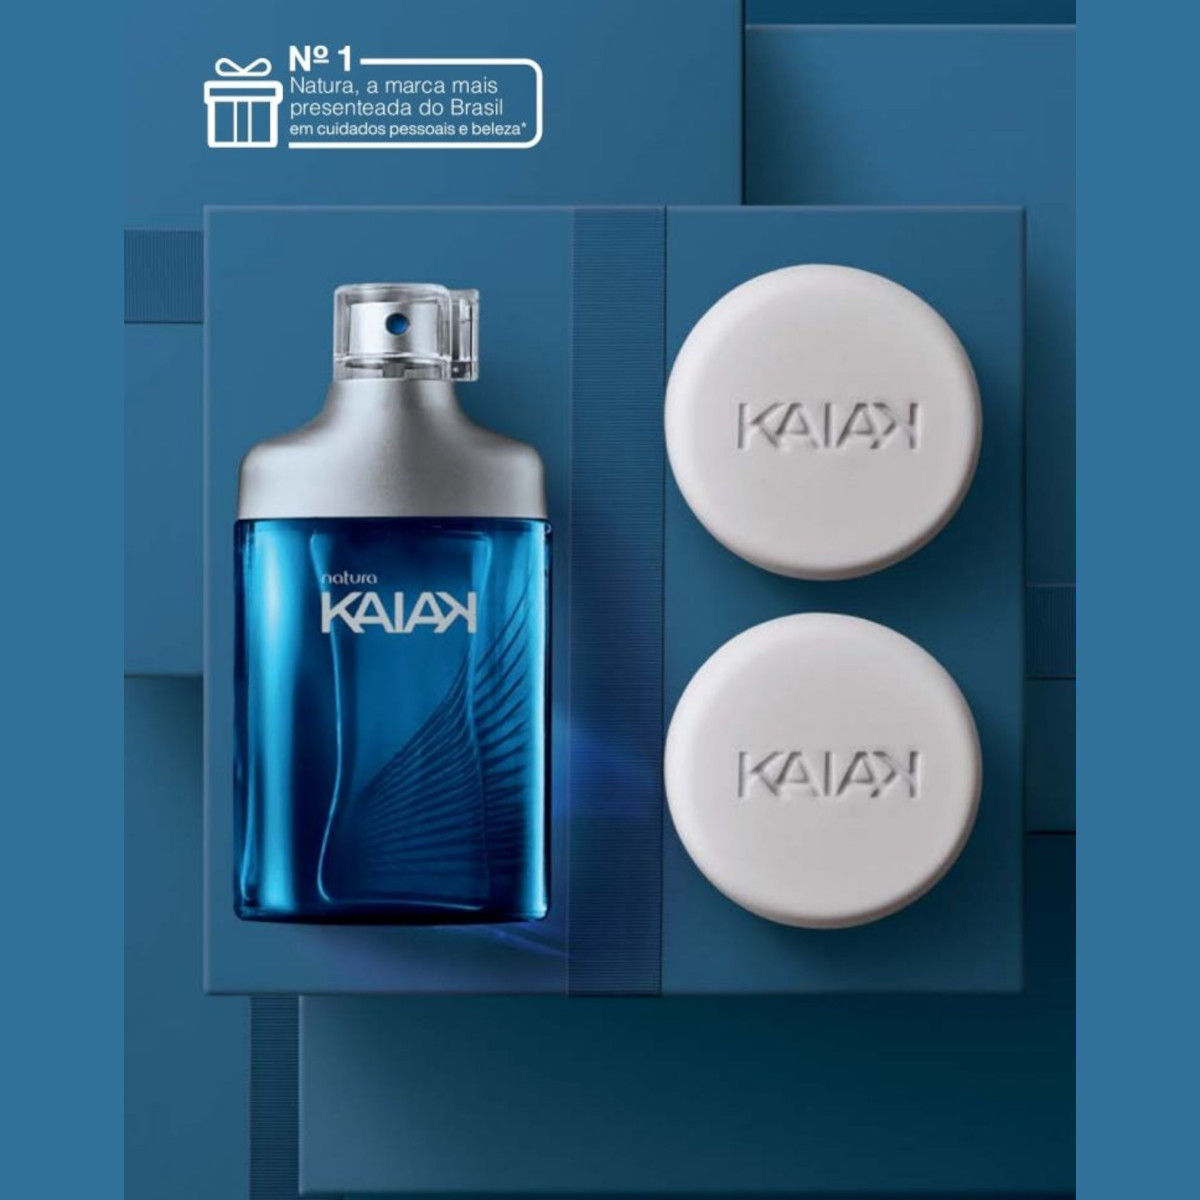 Nº 1
Natura, a marca mais
presenteada do Brasil
em cuidados pessoais e beleza*
natura
KAIAK
KAIAK
KAIAK